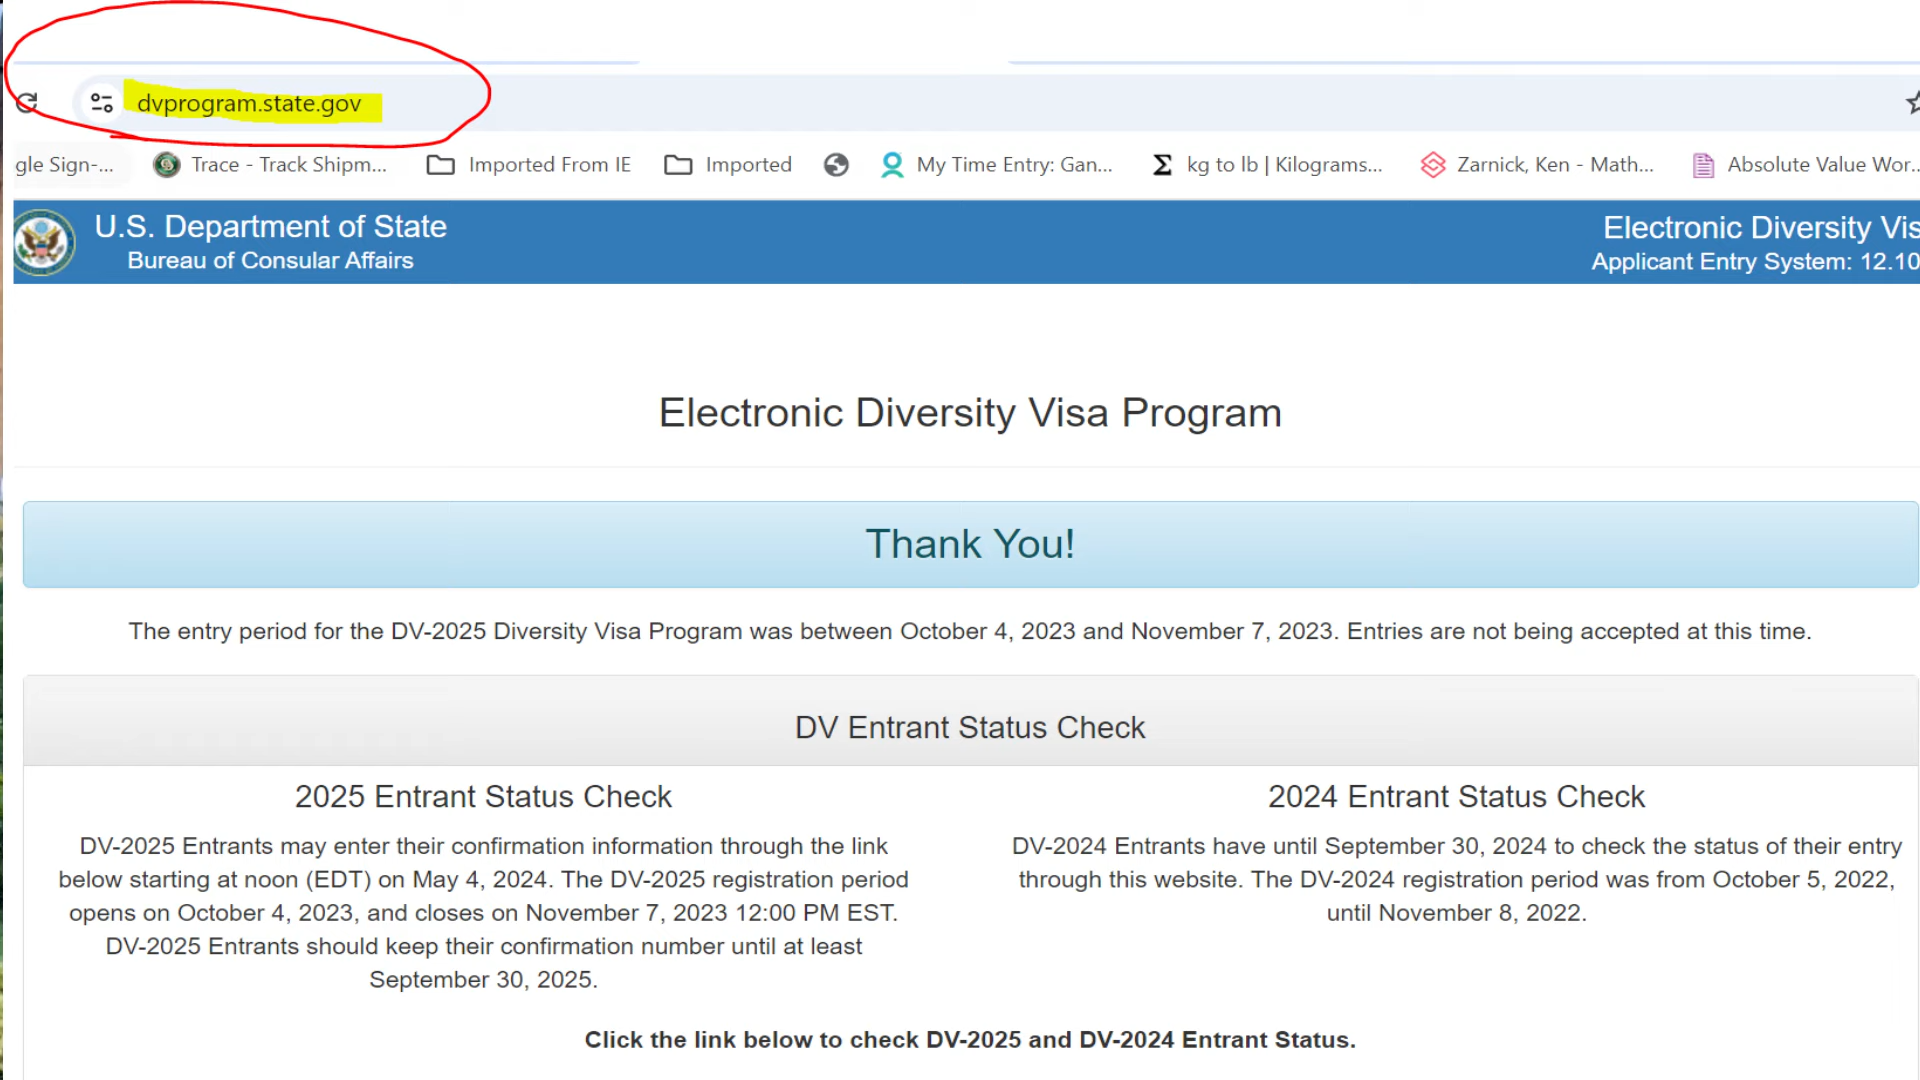 dvprogram.state.gov
gle Sign-...
Trace - Track Shipm...
Imported From IE
Imported
My Time Entry: Gan...
kg to lb | Kilograms...
Zarnick, Ken - Math...
Absolute Value Wor...
U.S. Department of State
Bureau of Consular Affairs
Electronic Diversity Vis
Applicant Entry System: 12.10
Electronic Diversity Visa Program
Thank You!
The entry period for the DV-2025 Diversity Visa Program was between October 4, 2023 and November 7, 2023. Entries are not being accepted at this time.
DV Entrant Status Check
2025 Entrant Status Check
DV-2025 Entrants may enter their confirmation information through the link
below starting at noon (EDT) on May 4, 2024. The DV-2025 registration period
opens on October 4, 2023, and closes on November 7, 2023 12:00 PM EST.
DV-2025 Entrants should keep their confirmation number until at least
September 30, 2025.
2024 Entrant Status Check
DV-2024 Entrants have until September 30, 2024 to check the status of their entry
through this website. The DV-2024 registration period was from October 5, 2022,
until November 8, 2022.
Click the link below to check DV-2025 and DV-2024 Entrant Status.